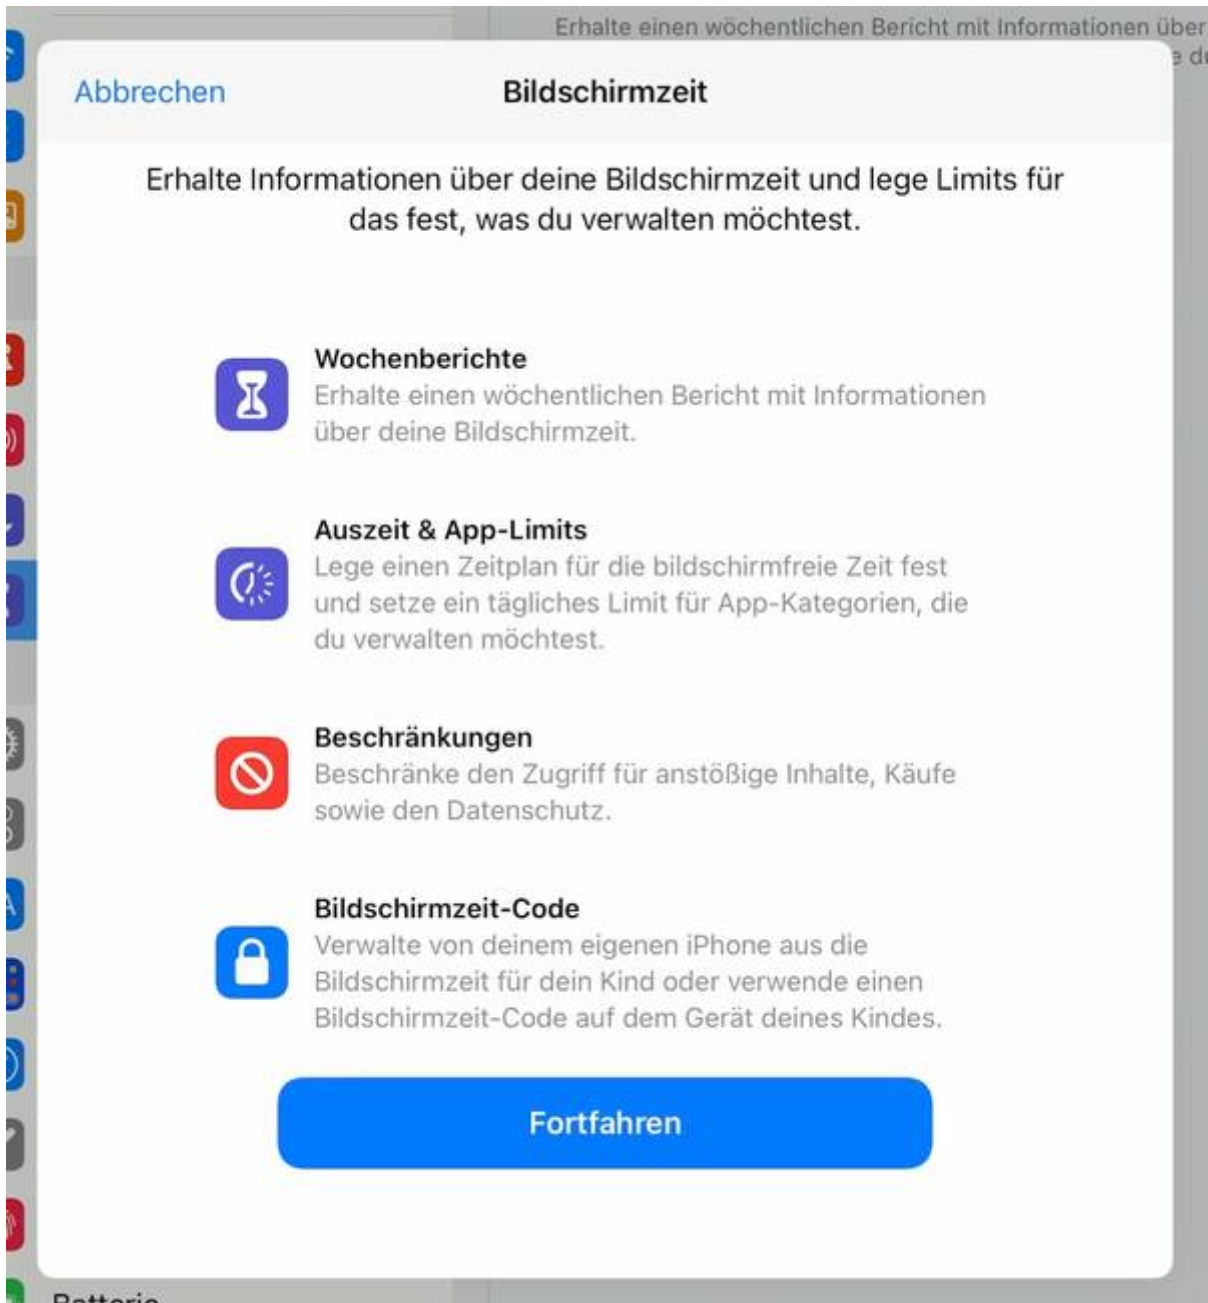 Erhalte einen wöchentlichen Bericht mit Informationen über
Abbrechen
Bildschirmzeit
Erhalte Informationen über deine Bildschirmzeit und lege Limits für
das fest, was du verwalten möchtest.
Wochenberichte
Erhalte einen wöchentlichen Bericht mit Informationen
über deine Bildschirmzeit.
Auszeit & App-Limits
Lege einen Zeitplan für die bildschirmfreie Zeit fest
und setze ein tägliches Limit für App-Kategorien, die
du verwalten möchtest.
Beschränkungen
Beschränke den Zugriff für anstößige Inhalte, Käufe
sowie den Datenschutz.
Bildschirmzeit-Code
Verwalte von deinem eigenen iPhone aus die
Bildschirmzeit für dein Kind oder verwende einen
Bildschirmzeit-Code auf dem Gerät deines Kindes.
Fortfahren
Batterie